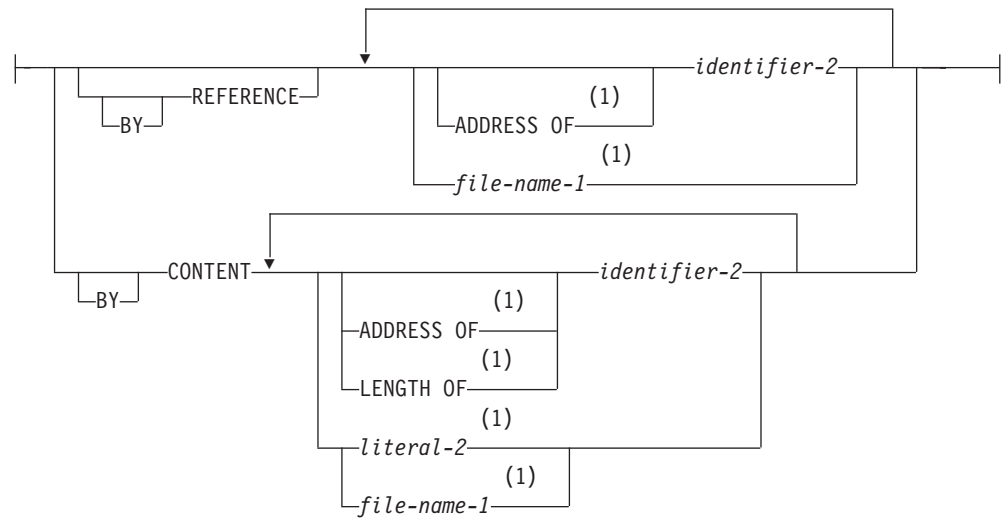 identifier-2
REFERENCE
(1)
BY
ADDRESS OF
(1)
file-name-1
CONTENT
identifier-2
BY
(1)
ADDRESS OF
(1)
LENGTH OF
(1)
literal-2
(1)
file-name-1